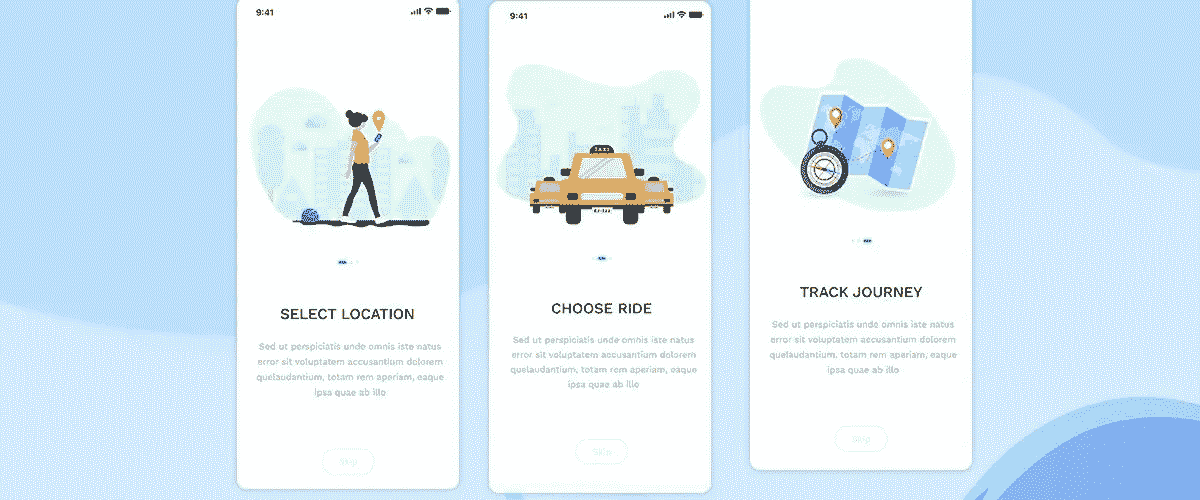 9:41
SELECT LOCATION
Sed ut perspiciatis unde omnis iste natus
error sit voluptatem accusantium dolorem
quelaudantium, totam rem aperiam, eaque
ipsa quae ab illo
Skip
9:41
TAXI
CHOOSE RIDE
Sed ut perspiciatis unde omnis iste natus
error sit voluptatem accusantium dolorem
quelaudantium, totam rem aperiam, eaque
ipsa quae ab illo
Skip
TRACK JOURNEY
Sed ut perspiciatis unde omnis iste natus
error sit voluptatem accusantium dolorem
quelaudantium, totam rem aperiam, eaque
ipsa quae ab illo
Skip